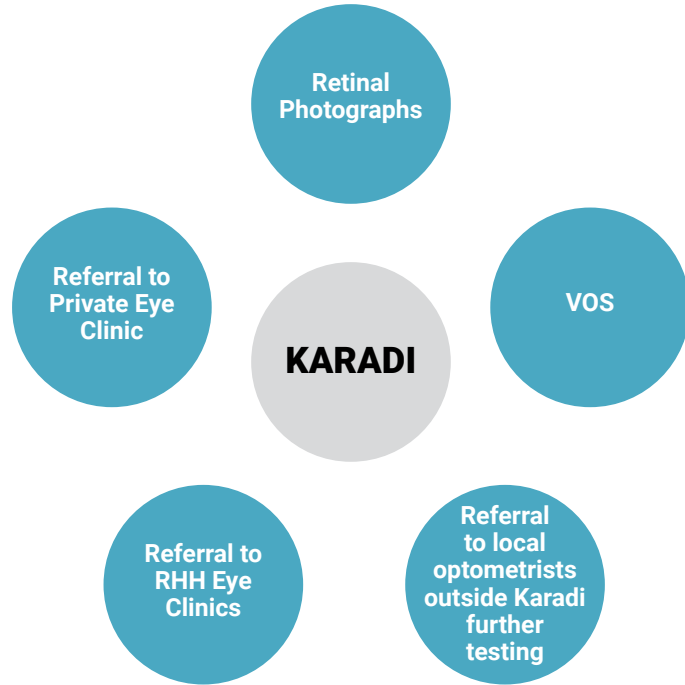 Retinal
Photographs
Referral to
Private Eye
Clinic
VOS
KARADI
Referral to
RHH Eye
Clinics
Referral
to local
optometrists
outside Karadi
further
testing